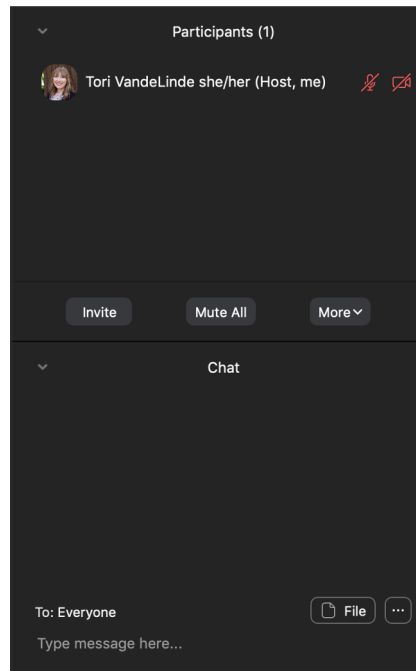 Participants (1)
Tori VandeLinde she/her (Host, me)
Invite Mute All More
Chat
To: Everyone File ...
Type message here...